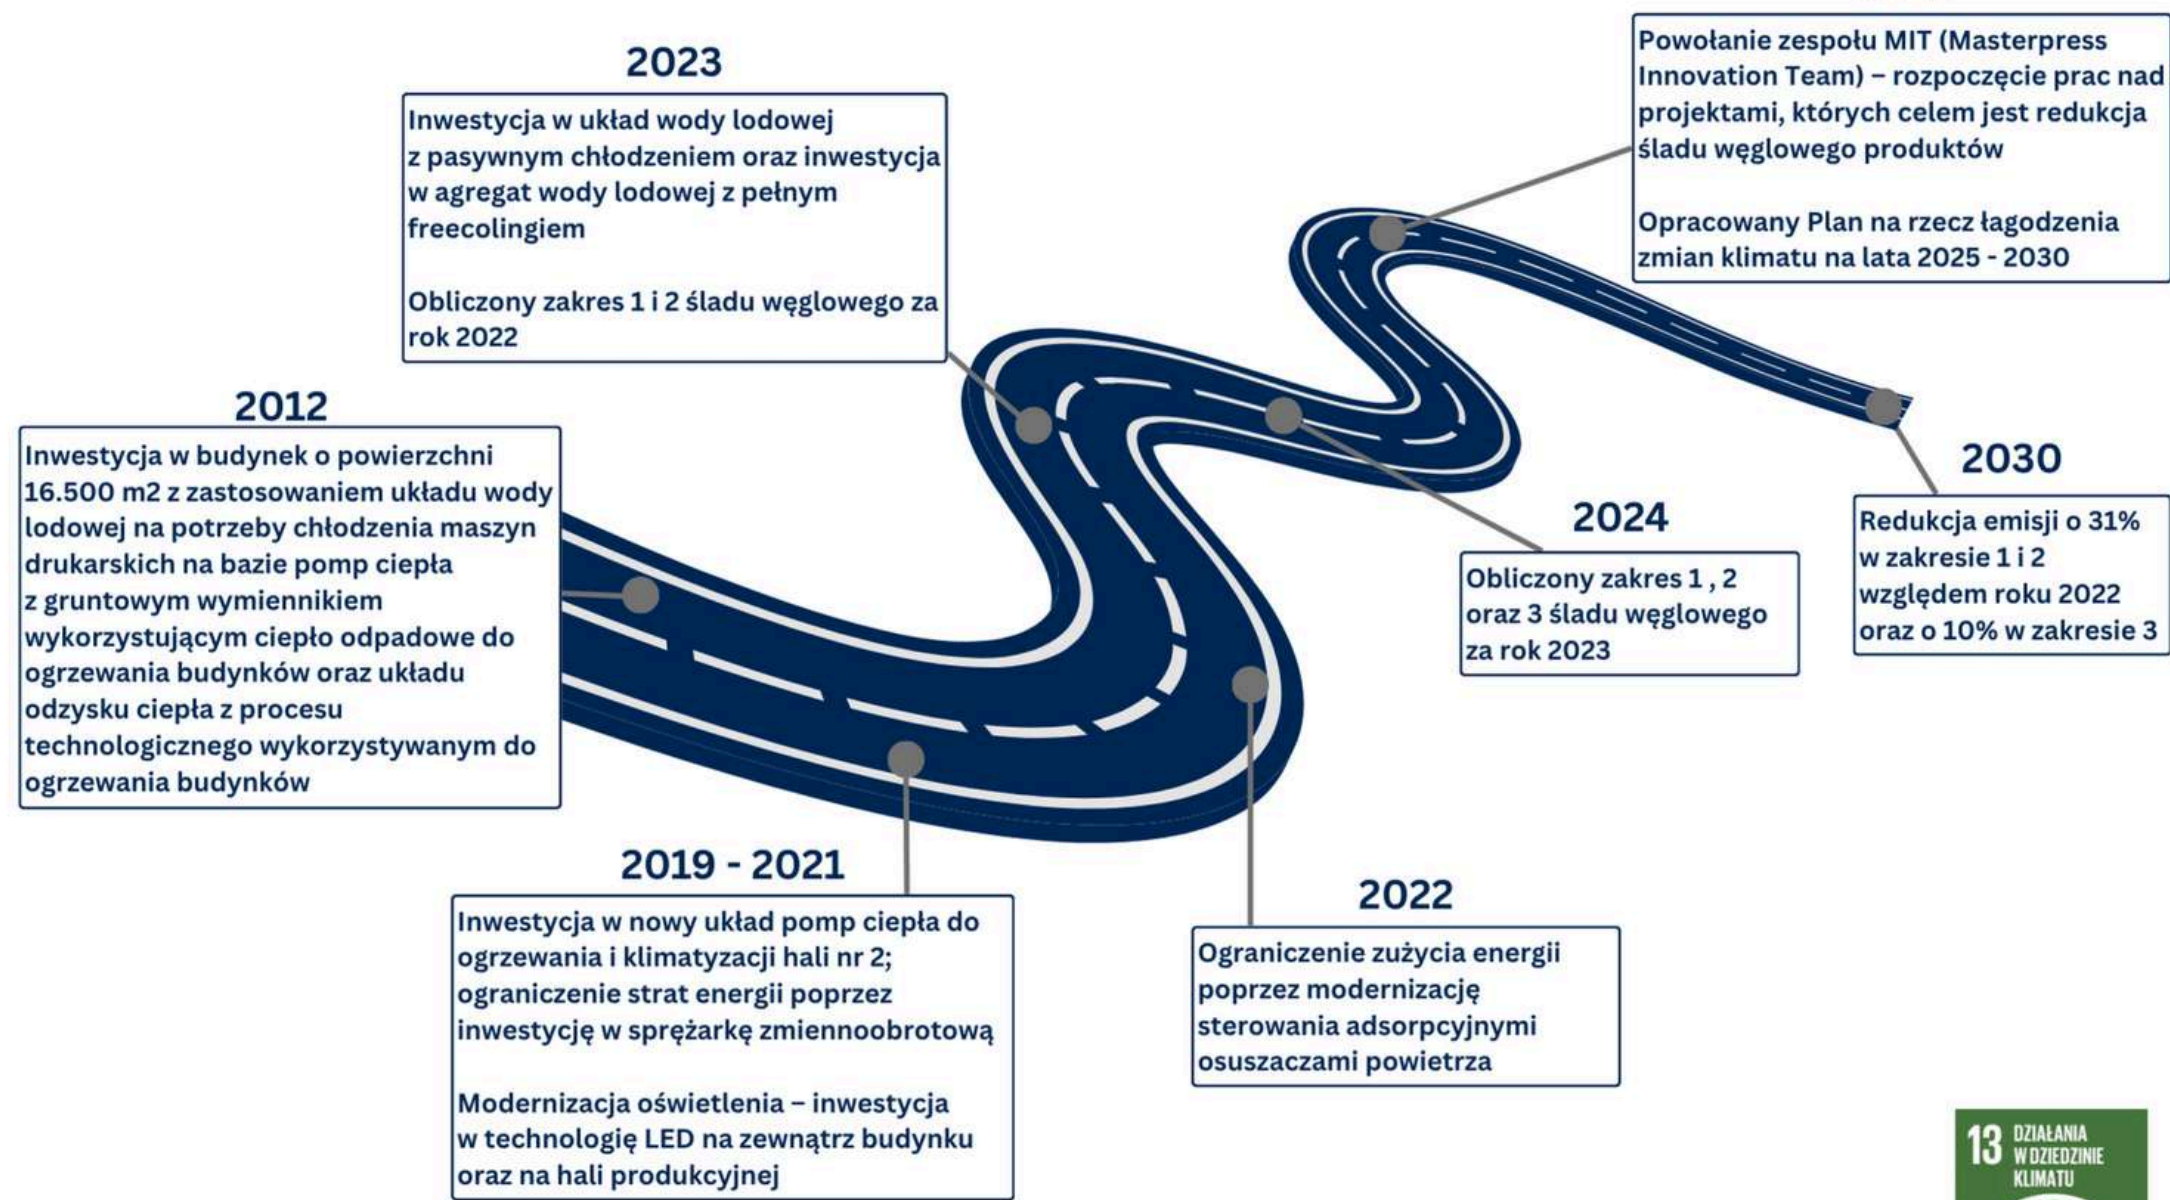 2012
Inwestycja w budynek o powierzchni
16.500 m2 z zastosowaniem układu wody
lodowej na potrzeby chłodzenia maszyn
drukarskich na bazie pomp ciepła
z gruntowym wymiennikiem
wykorzystującym ciepło odpadowe do
ogrzewania budynków oraz układu
odzysku ciepła z procesu
technologicznego wykorzystywanym do
ogrzewania budynków
2019 - 2021
Inwestycja w nowy układ pomp ciepła do
ogrzewania i klimatyzacji hali nr 2;
ograniczenie strat energii poprzez
inwestycję w sprężarkę zmiennoobrotową
Modernizacja oświetlenia – inwestycja
w technologię LED na zewnątrz budynku
oraz na hali produkcyjnej
2022
Ograniczenie zużycia energii
poprzez modernizację
sterowania adsorpcyjnymi
osuszaczami powietrza
2023
Inwestycja w układ wody lodowej
z pasywnym chłodzeniem oraz inwestycja
w agregat wody lodowej z pełnym
freecolingiem
Obliczony zakres 1 i 2 śladu węglowego za
rok 2022
2024
Obliczony zakres 1 , 2
oraz 3 śladu węglowego
za rok 2023
Powołanie zespołu MIT (Masterpress
Innovation Team) – rozpoczęcie prac nad
projektami, których celem jest redukcja
śladu węglowego produktów
Opracowany Plan na rzecz łagodzenia
zmian klimatu na lata 2025 - 2030
2030
Redukcja emisji o 31%
w zakresie 1 i 2
względem roku 2022
oraz o 10% w zakresie 3
13 DZIAŁANIA
W DZIEDZINIE
KLIMATU